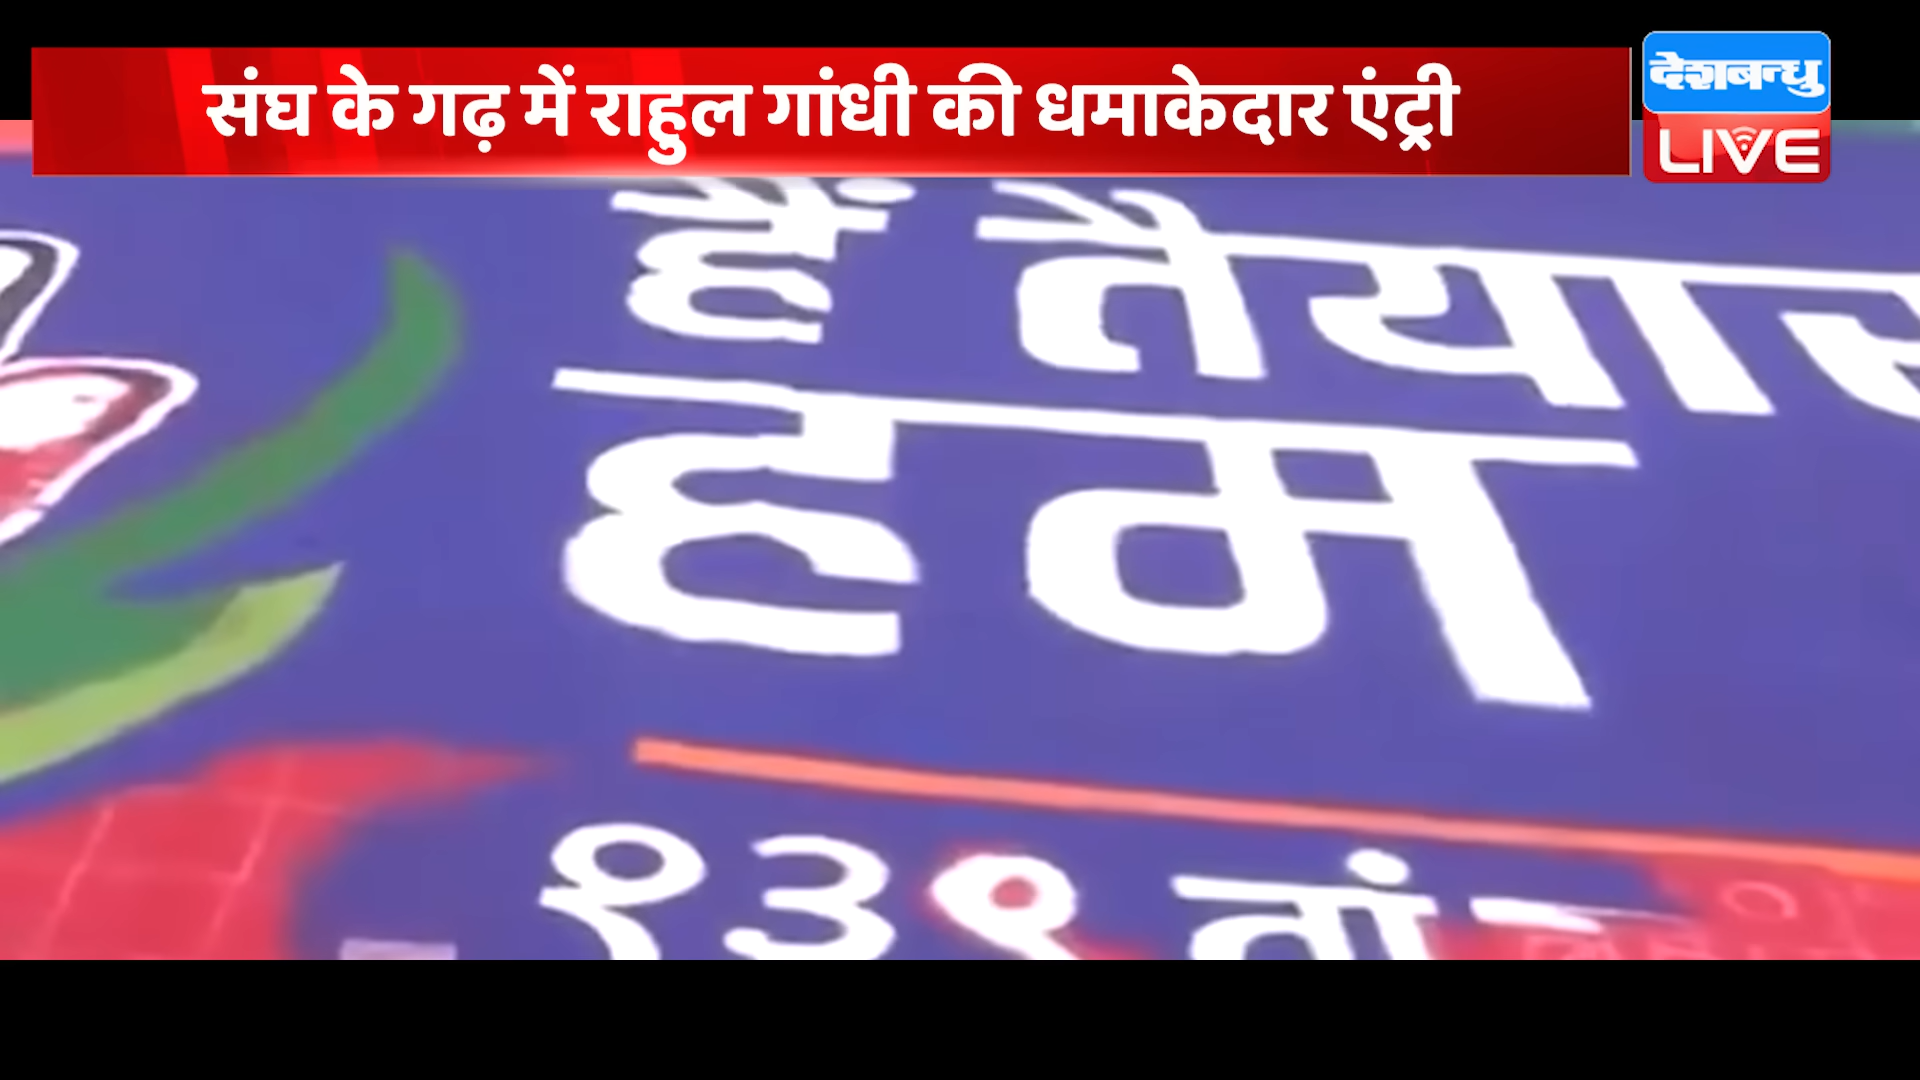 संघ के गढ़ में राहुल गांधी की धमाकेदार एंट्री
देशबन्धु
LIVE
हैं तैयार
हम
१३९ वां